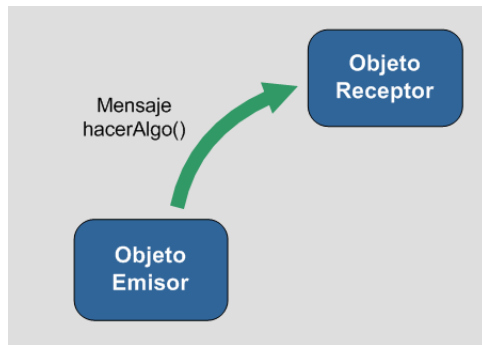 Objeto
Receptor
Mensaje
hacerAlgo()
Objeto
Emisor